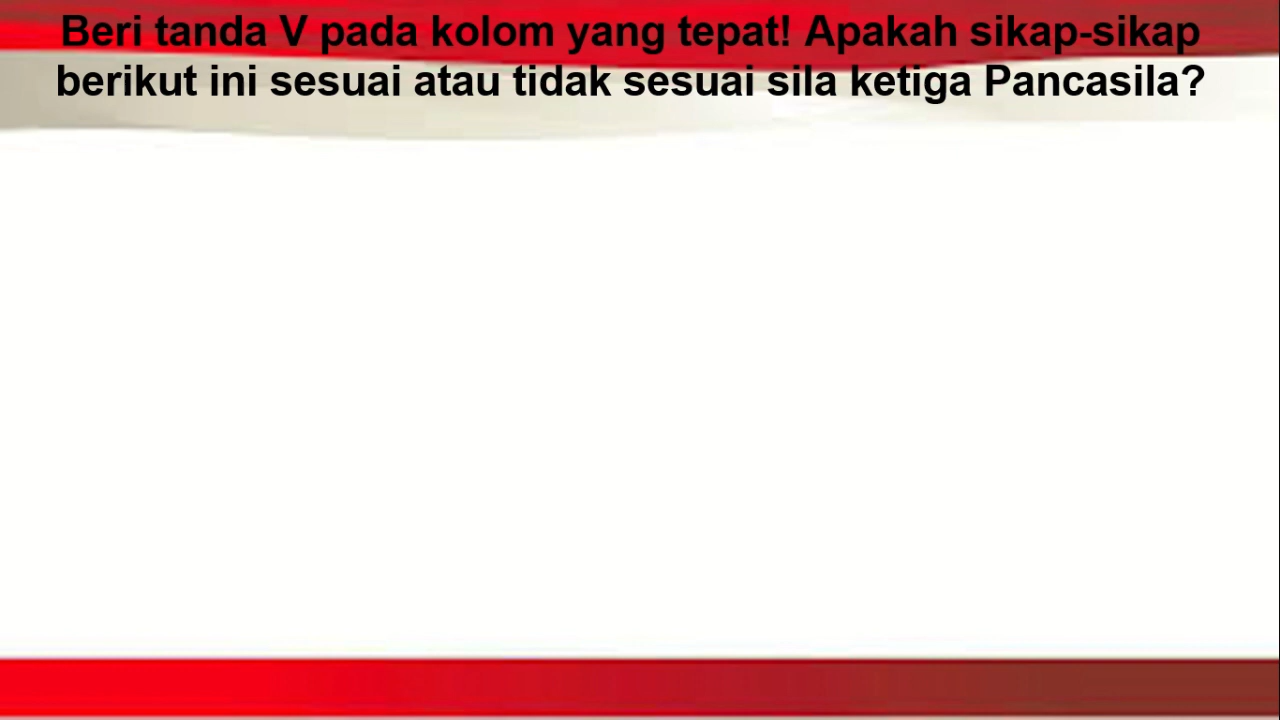 Beri tanda V pada kolom yang tepat! Apakah sikap-sikap
berikut ini sesuai atau tidak sesuai sila ketiga Pancasila?